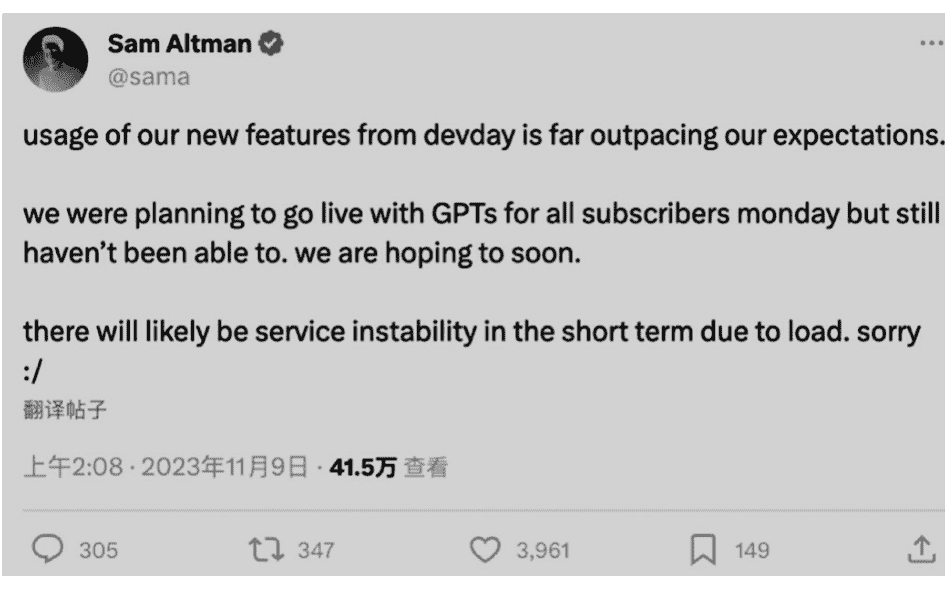 Sam Altman
@sama
usage of our new features from devday is far outpacing our expectations.
we were planning to go live with GPTs for all subscribers monday but still
haven’t been able to. we are hoping to soon.
there will likely be service instability in the short term due to load. sorry
:/
翻译帖子
上午2:08 · 2023年11月9日 · 41.5万 查看
305 347 3,961 149